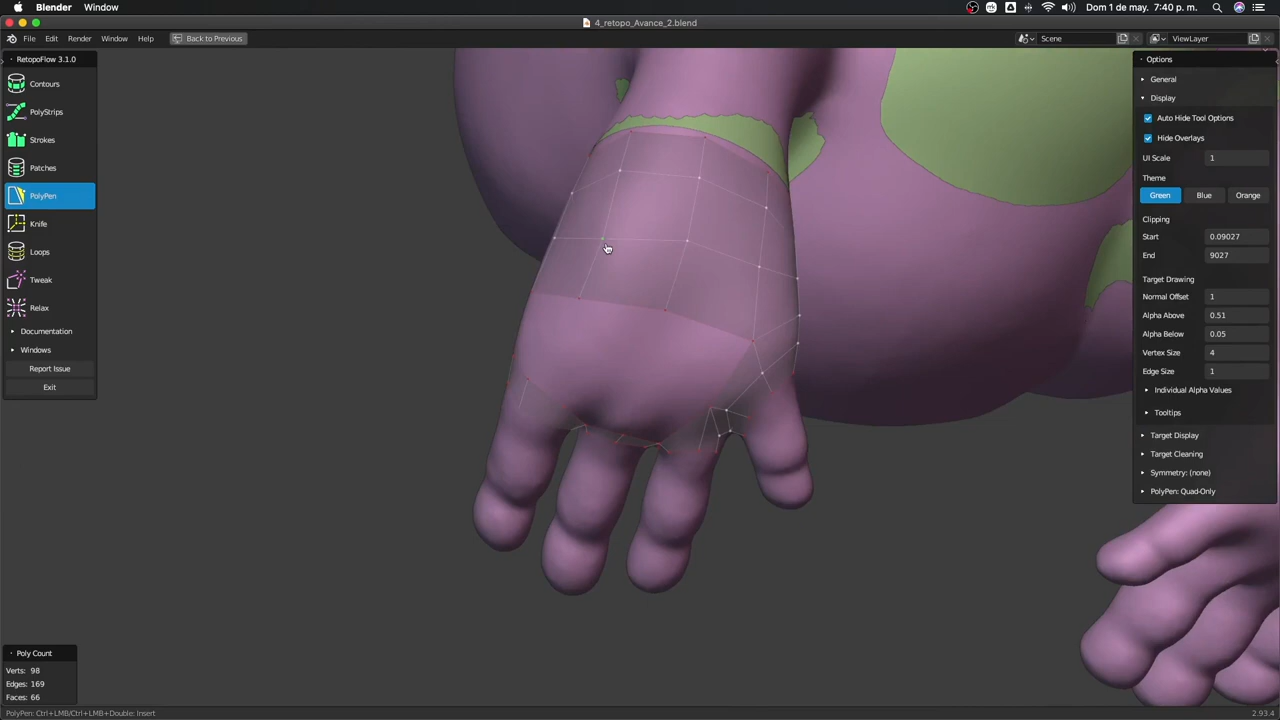 Blender Window Dom 1 de may. 7:40 p. m.
4_retopo_Avance_2.blend
File Edit Render Window Help Back to Previous Scene ViewLayer
RetopoFlow 3.1.0
Contours
PolyStrips
Strokes
Patches
PolyPen
Knife
Loops
Tweak
Relax
Documentation
Windows
Report Issue
Exit
Options
General
Display
Auto Hide Tool Options
Hide Overlays
UI Scale 1
Theme
Green Blue Orange
Clipping
Start 0.09027
End 9027
Target Drawing
Normal Offset 1
Alpha Above 0.51
Alpha Below 0.05
Vertex Size 4
Edge Size 1
Individual Alpha Values
Tooltips
Target Display
Target Cleaning
Symmetry: (none)
PolyPen: Quad-Only
Poly Count
Verts: 98
Edges: 169
Faces: 66
PolyPen: Ctrl+LMB/Ctrl+LMB+Double: Insert 2.93.4